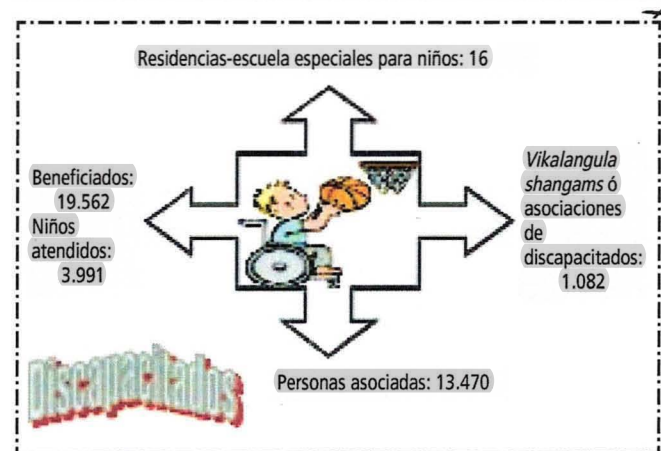 Residencias-escuela especiales para niños: 16
Beneficiados:
19.562
Niños
atendidos:
3.991
Vikalangula
shangams ó
asociaciones
de
discapacitados:
1.082
Personas asociadas: 13.470
Discapacitados